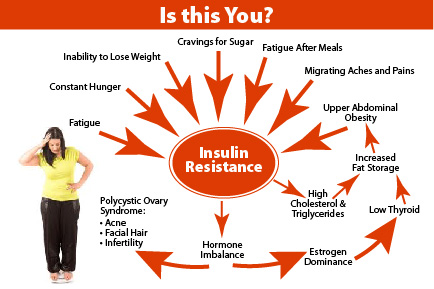 Is this You?
Cravings for Sugar
Inability to Lose Weight
Fatigue After Meals
Constant Hunger
Migrating Aches and Pains
Fatigue
Upper Abdominal
Obesity
Insulin
Resistance
Increased
Fat Storage
High
Cholesterol &
Triglycerides
Low Thyroid
Polycystic Ovary
Syndrome:
• Acne
• Facial Hair
• Infertility
Hormone
Imbalance
Estrogen
Dominance